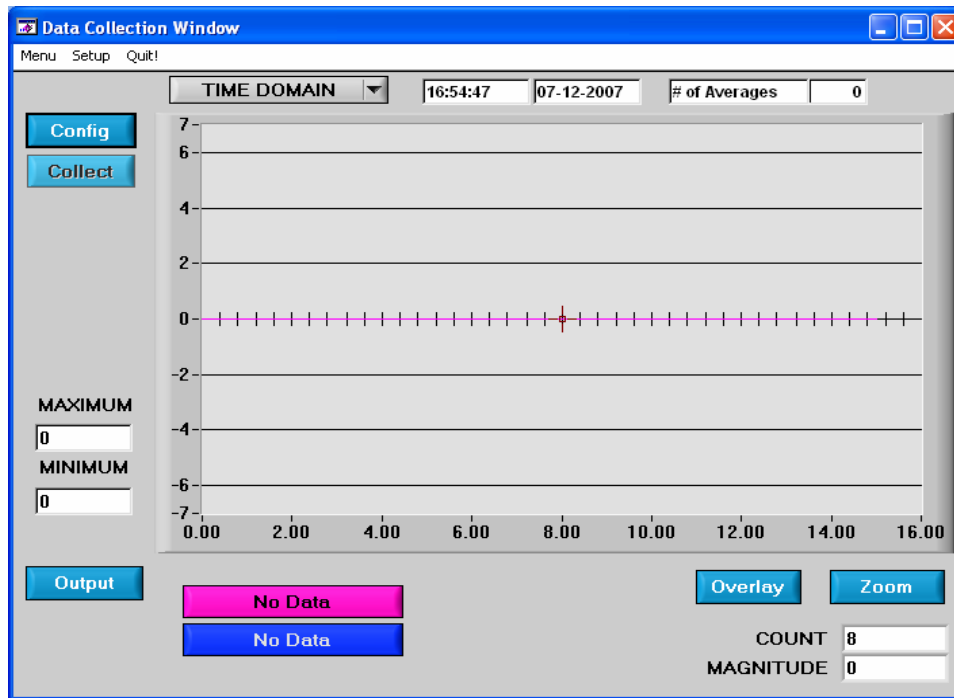 Data Collection Window
Menu Setup Quit!
TIME DOMAIN 16:54:47 07-12-2007 # of Averages 0
Config
Collect
7
6
4
2
0
-2
-4
-6
-7
0.00 2.00 4.00 6.00 8.00 10.00 12.00 14.00 16.00
MAXIMUM
0
MINIMUM
0
Output
No Data
No Data
Overlay Zoom
COUNT 8
MAGNITUDE 0